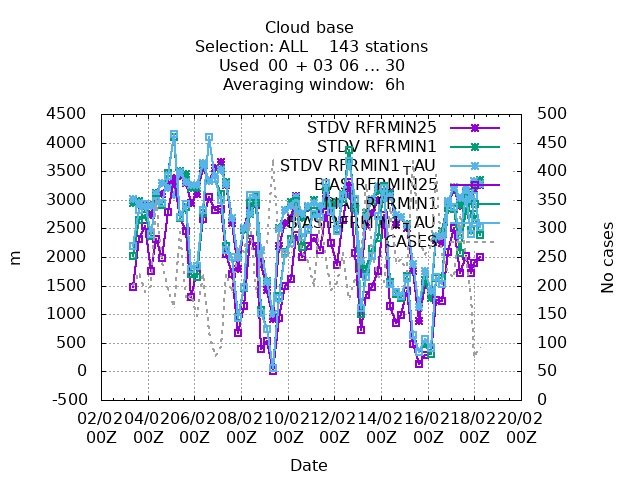 Cloud base
Selection: ALL 143 stations
Used 00 + 03 06 ... 30
Averaging window: 6h
4500 500
4000 450
3500 400
3000 350
2500 300
2000 250
1500 200
1000 150
500 100
0 50
-500 0
STDV RFRMIN25
STDV RFRMIN1
STDV RFRMIN1_AU
BIAS RFRMIN25
BIAS RFRMIN1
BIAS RFRMIN1_AU
CASES
m
No cases
02/02 04/02 06/02 08/02 10/02 12/02 14/02 16/02 18/02 20/02
00Z 00Z 00Z 00Z 00Z 00Z 00Z 00Z 00Z 00Z
Date